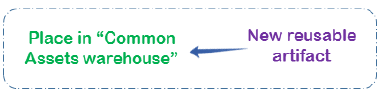 Place in “Common
Assets warehouse”
New reusable
artifact